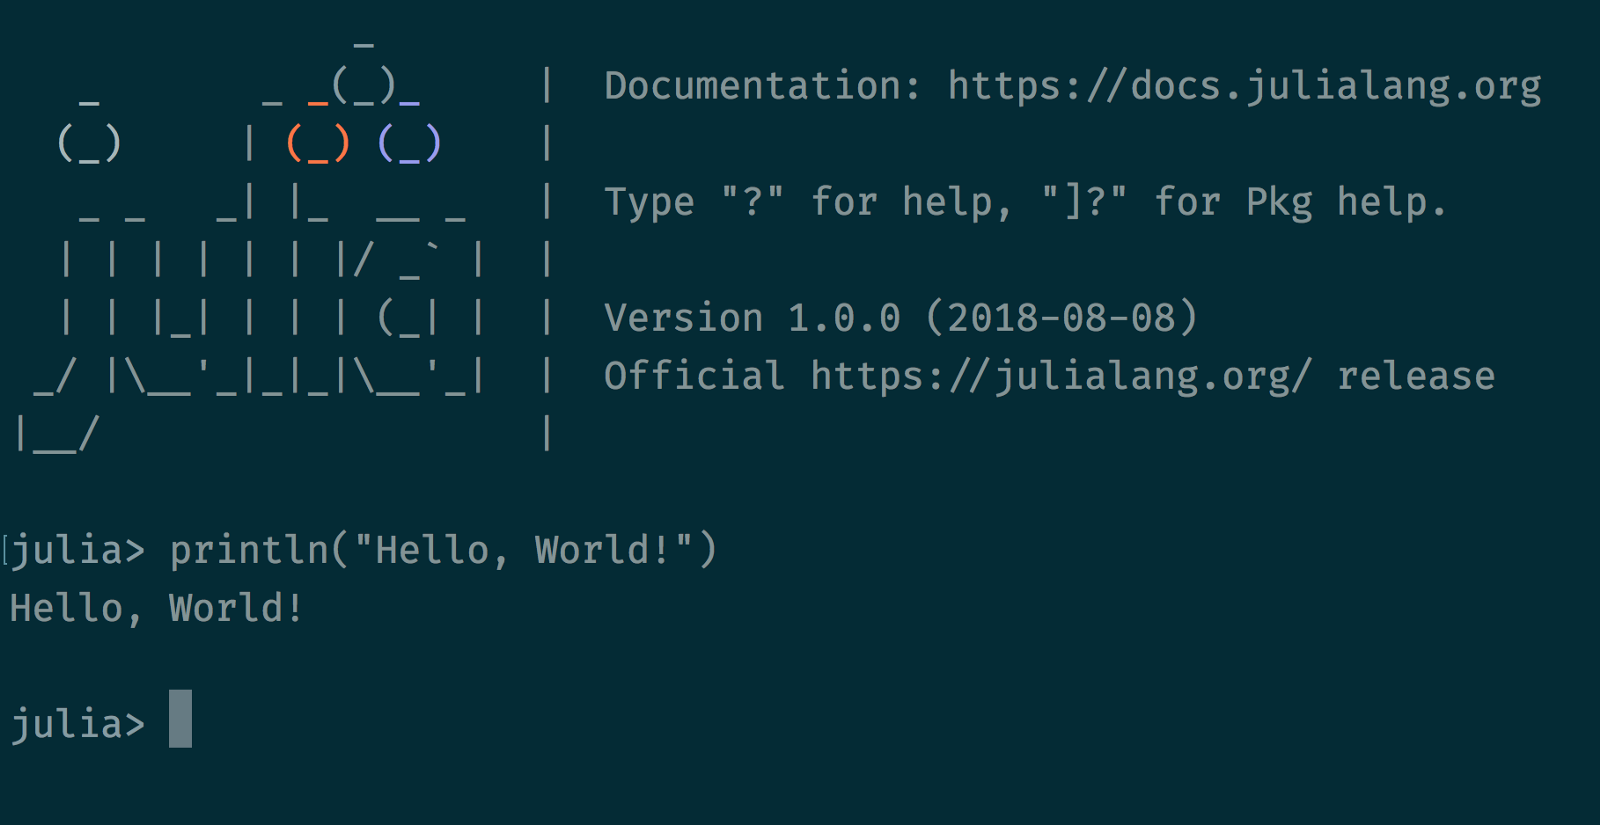 _
   _       _ _(_)_     |  Documentation: https://docs.julialang.org
  (_)     | (_) (_)    |
   _ _   _| |_  __ _   |  Type "?" for help, "]?" for Pkg help.
  | | | | | | |/ _` |  |
  | | |_| | | | (_| |  |  Version 1.0.0 (2018-08-08)
 _/ |\__'_|_|_|\__'_|  |  Official https://julialang.org/ release
|__/                   |
julia> println("Hello, World!")
Hello, World!
julia>